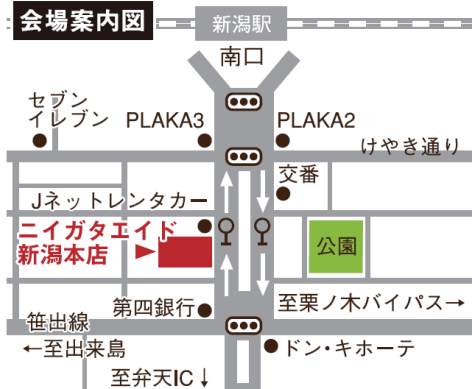 会場案内図
新潟駅
南口
セブン
イレブン
PLAKA3
PLAKA2
けやき通り
交番
Jネットレンタカー
ニイガタエイド
新潟本店
公園
第四銀行
至栗ノ木バイパス→
笹出線
←至出来島
ドン・キホーテ
至弁天IC↓